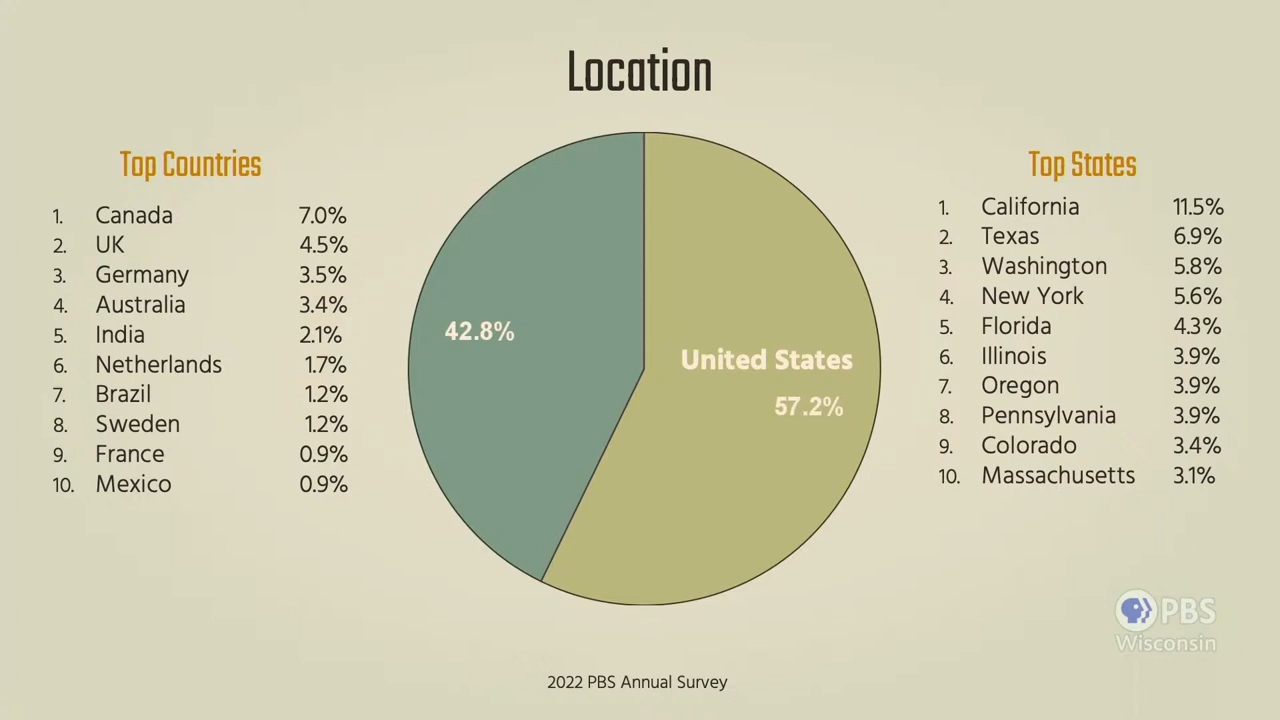 Location
Top Countries
1. Canada 7.0%
2. UK 4.5%
3. Germany 3.5%
4. Australia 3.4%
5. India 2.1%
6. Netherlands 1.7%
7. Brazil 1.2%
8. Sweden 1.2%
9. France 0.9%
10. Mexico 0.9%
42.8%
United States
57.2%
Top States
1. California 11.5%
2. Texas 6.9%
3. Washington 5.8%
4. New York 5.6%
5. Florida 4.3%
6. Illinois 3.9%
7. Oregon 3.9%
8. Pennsylvania 3.9%
9. Colorado 3.4%
10. Massachusetts 3.1%
PBS
Wisconsin
2022 PBS Annual Survey